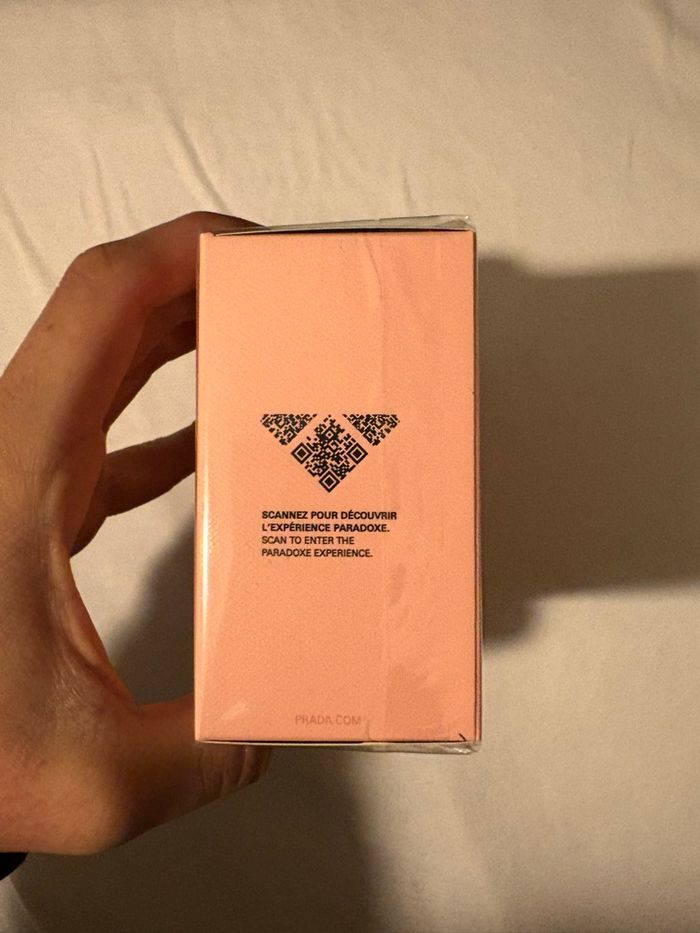 SCANNEZ POUR DÉCOUVRIR
L'EXPÉRIENCE PARADOXE.
SCAN TO ENTER THE
PARADOXE EXPERIENCE.
PRADA.COM